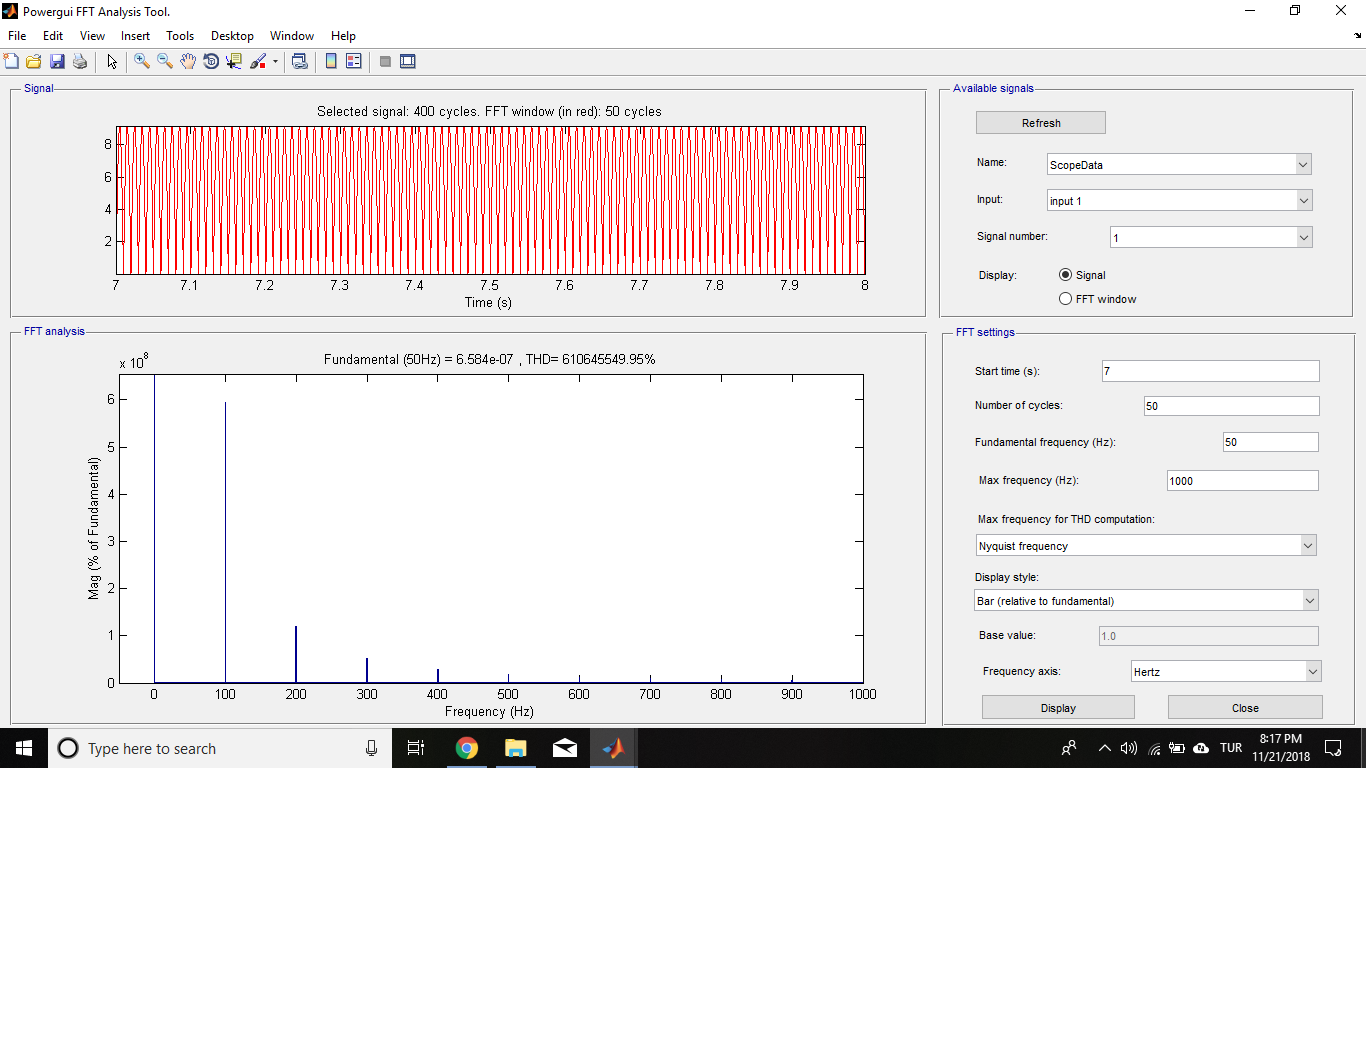 Powergui FFT Analysis Tool.
File Edit View Insert Tools Desktop Window Help
Signal
Selected signal: 400 cycles. FFT window (in red): 50 cycles
8
6
4
2
7 7.1 7.2 7.3 7.4 7.5 7.6 7.7 7.8 7.9 8
Time (s)
Available signals
Refresh
Name: ScopeData
Input: input 1
Signal number: 1
Display: Signal
FFT window
FFT analysis
Fundamental (50Hz) = 6.584e-07 , THD= 610645549.95%
x 10^8
6
5
4
3
2
1
0
Mag (% of Fundamental)
0 100 200 300 400 500 600 700 800 900 1000
Frequency (Hz)
FFT settings
Start time (s): 7
Number of cycles: 50
Fundamental frequency (Hz): 50
Max frequency (Hz): 1000
Max frequency for THD computation:
Nyquist frequency
Display style:
Bar (relative to fundamental)
Base value: 1.0
Frequency axis: Hertz
Display Close
Type here to search
TUR
8:17 PM
11/21/2018